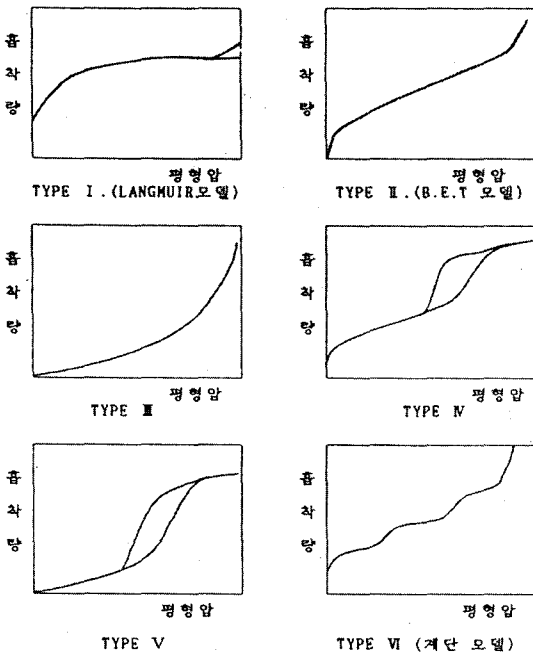 흡착량
평형압
TYPE Ⅰ.(LANGMUIR모델)
흡착량
평형압
TYPE Ⅱ.(B.E.T 모델)
흡착량
평형압
TYPE Ⅲ
흡착량
평형압
TYPE Ⅳ
흡착량
평형압
TYPE Ⅴ
흡착량
평형압
TYPE Ⅵ (계단 모델)